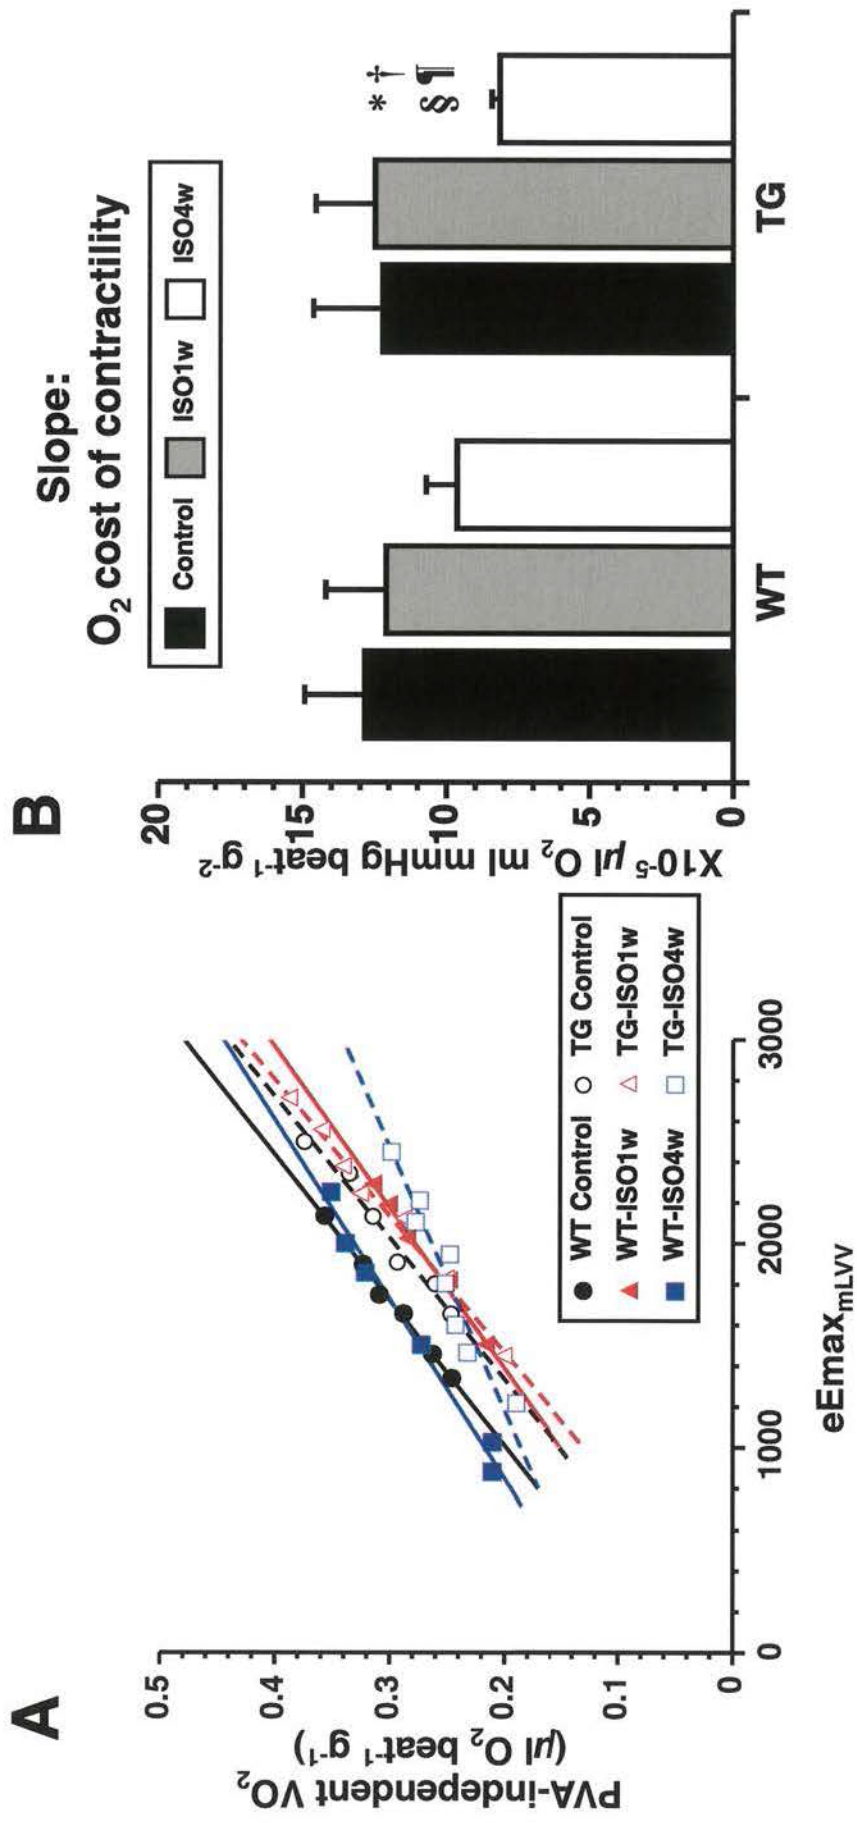 A
PVA-independent VO₂
(µl O₂ beat⁻¹ g⁻¹)
0.5
0.4
0.3
0.2
0.1
0
0
1000
2000
3000
eEmaxmLVV
WT Control
TG Control
WT-ISO1w
TG-ISO1w
WT-ISO4w
TG-ISO4w
B
Slope:
O₂ cost of contractility
Control
ISO1w
ISO4w
X10⁻⁵ µl O₂ ml mmHg beat⁻¹ g⁻²
20
15
10
5
0
* †
§ ¶
WT
TG